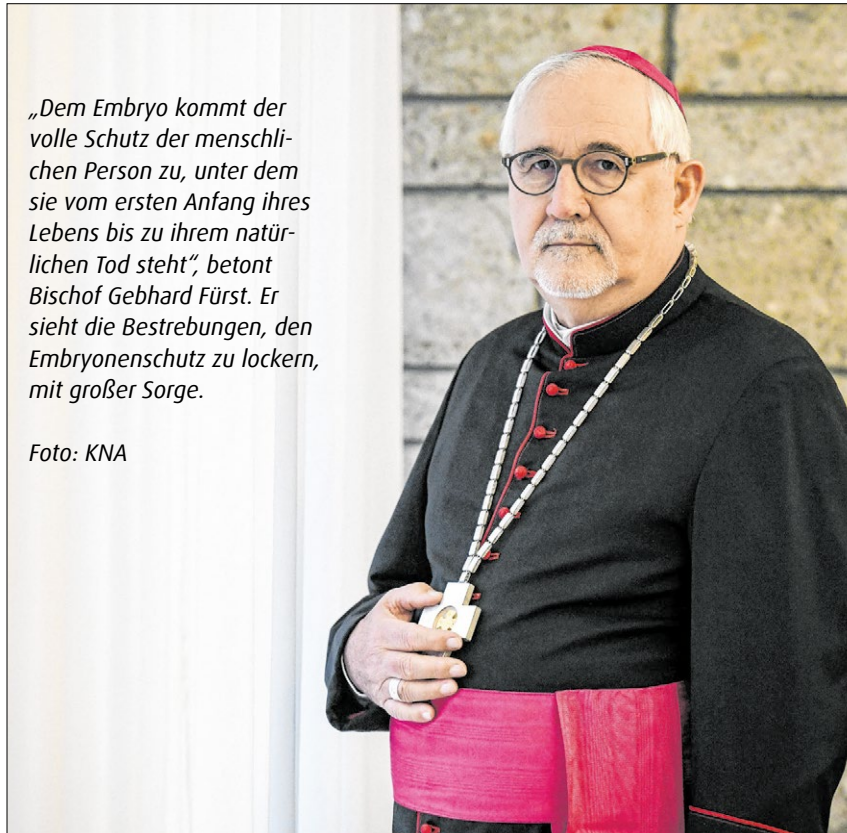 „Dem Embryo kommt der
volle Schutz der menschli-
chen Person zu, unter dem
sie vom ersten Anfang ihres
Lebens bis zu ihrem natür-
lichen Tod steht“, betont
Bischof Gebhard Fürst. Er
sieht die Bestrebungen, den
Embryonenschutz zu lockern,
mit großer Sorge.
Foto: KNA